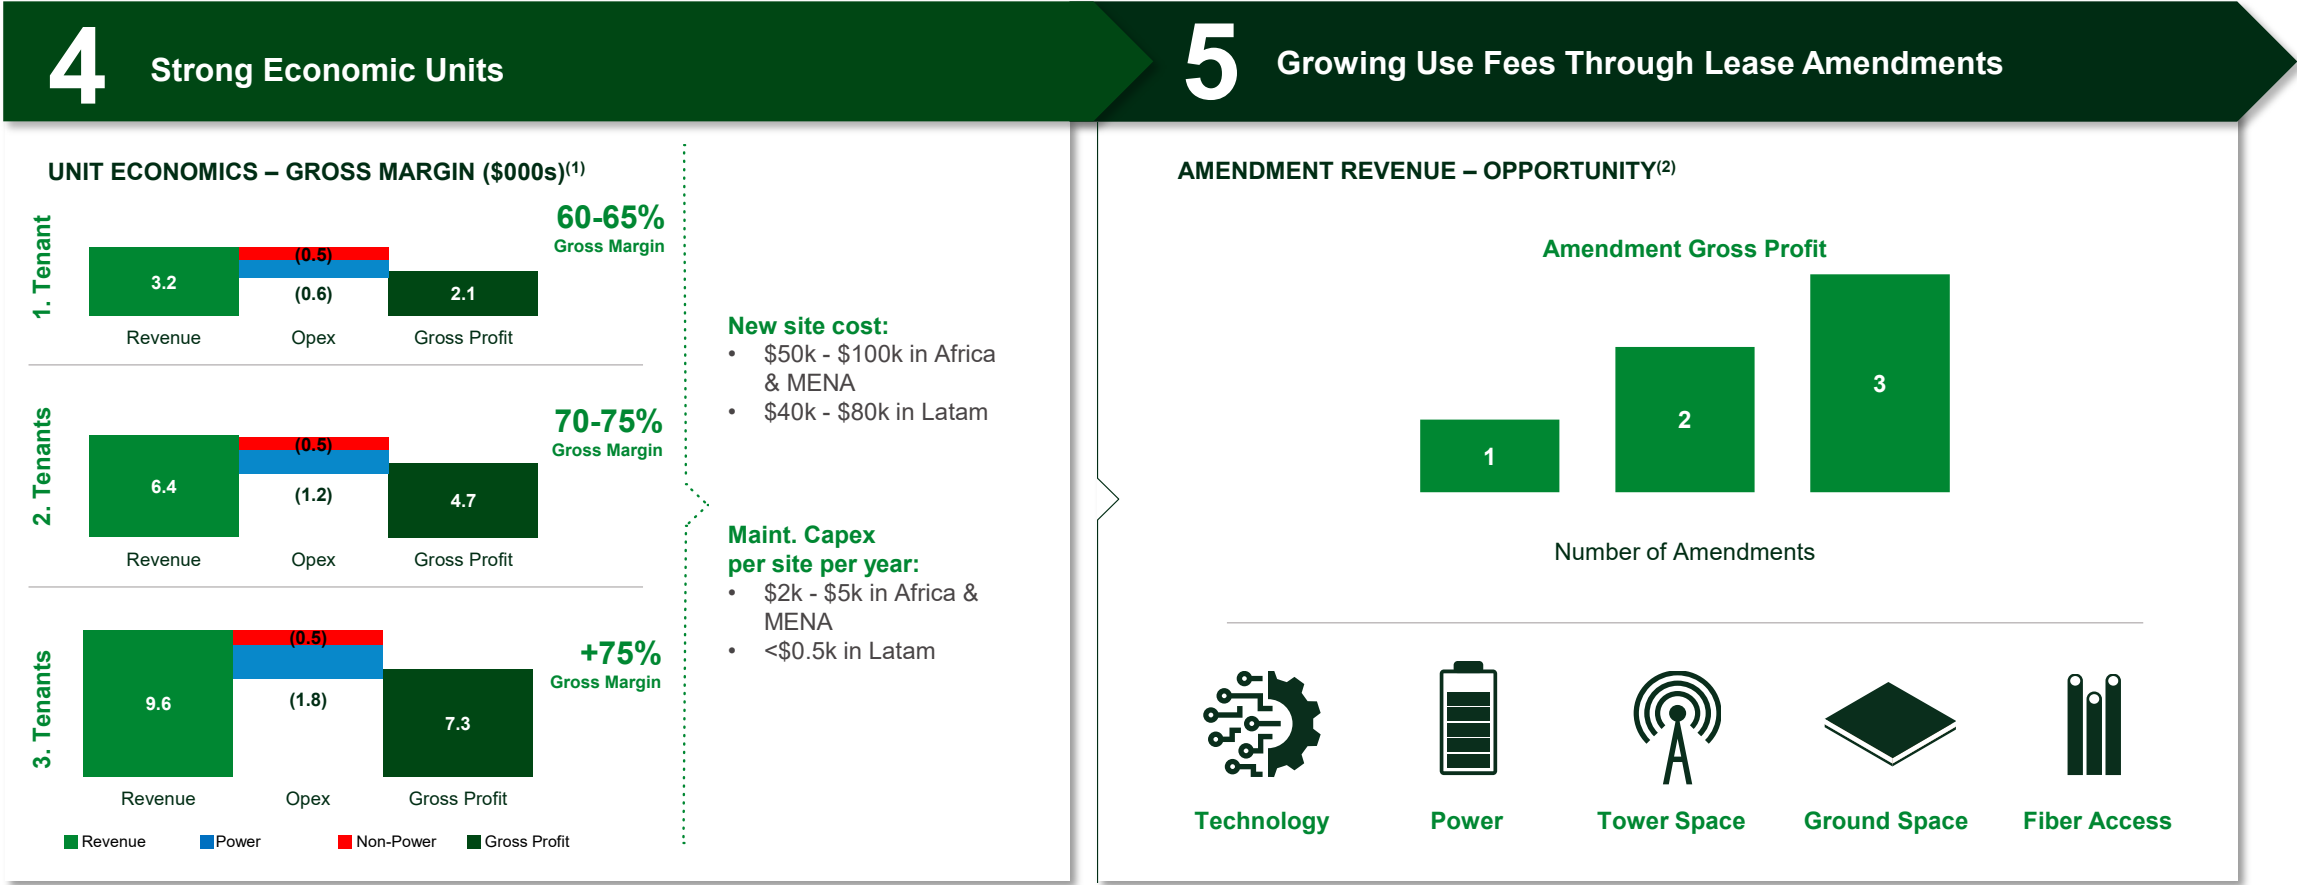 4
Strong Economic Units
UNIT ECONOMICS – GROSS MARGIN ($000s)(1)
1. Tenant
60-65%
Gross Margin
3.2
(0.5)
(0.6)
2.1
Revenue
Opex
Gross Profit
2. Tenants
70-75%
Gross Margin
6.4
(0.5)
(1.2)
4.7
Revenue
Opex
Gross Profit
3. Tenants
+75%
Gross Margin
9.6
(0.5)
(1.8)
7.3
Revenue
Opex
Gross Profit
Revenue
Power
Non-Power
Gross Profit
New site cost:
• $50k - $100k in Africa
& MENA
• $40k - $80k in Latam
Maint. Capex
per site per year:
• $2k - $5k in Africa &
MENA
• <$0.5k in Latam
5
Growing Use Fees Through Lease Amendments
AMENDMENT REVENUE – OPPORTUNITY(2)
Amendment Gross Profit
1
2
3
Number of Amendments
Technology
Power
Tower Space
Ground Space
Fiber Access